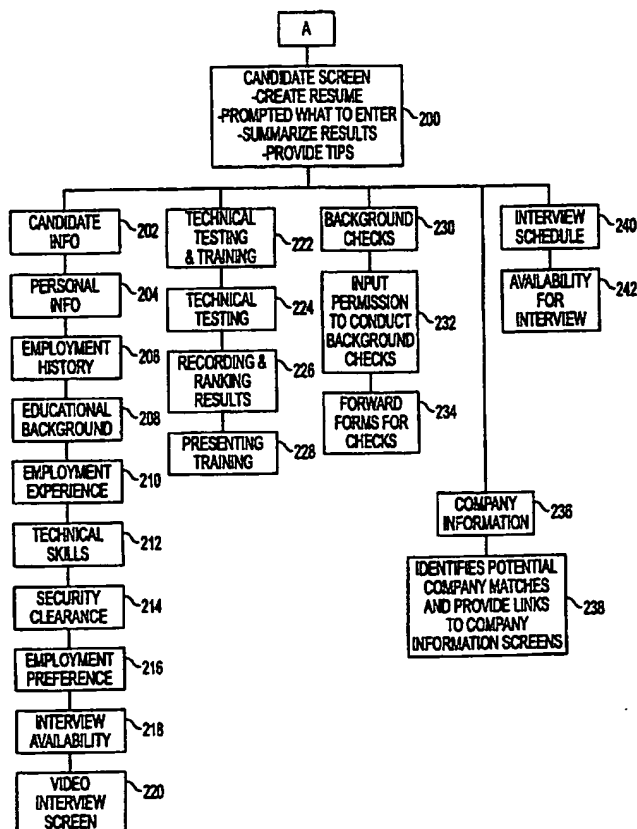 A
CANDIDATE SCREEN
-CREATE RESUME
-PROMPTED WHAT TO ENTER
-SUMMARIZE RESULTS
-PROVIDE TIPS
200
CANDIDATE
INFO
202
PERSONAL
INFO
204
EMPLOYMENT
HISTORY
206
EDUCATIONAL
BACKGROUND
208
EMPLOYMENT
EXPERIENCE
210
TECHNICAL
SKILLS
212
SECURITY
CLEARANCE
214
EMPLOYMENT
PREFERENCE
216
INTERVIEW
AVAILABILITY
218
VIDEO
INTERVIEW
SCREEN
220
TECHNICAL
TESTING
& TRAINING
222
TECHNICAL
TESTING
224
RECORDING &
RANKING
RESULTS
226
PRESENTING
TRAINING
228
BACKGROUND
CHECKS
230
INPUT
PERMISSION
TO CONDUCT
BACKGROUND
CHECKS
232
FORWARD
FORMS FOR
CHECKS
234
COMPANY
INFORMATION
236
IDENTIFIES POTENTIAL
COMPANY MATCHES
AND PROVIDE LINKS
TO COMPANY
INFORMATION SCREENS
238
INTERVIEW
SCHEDULE
240
AVAILABILITY
FOR
INTERVIEW
242